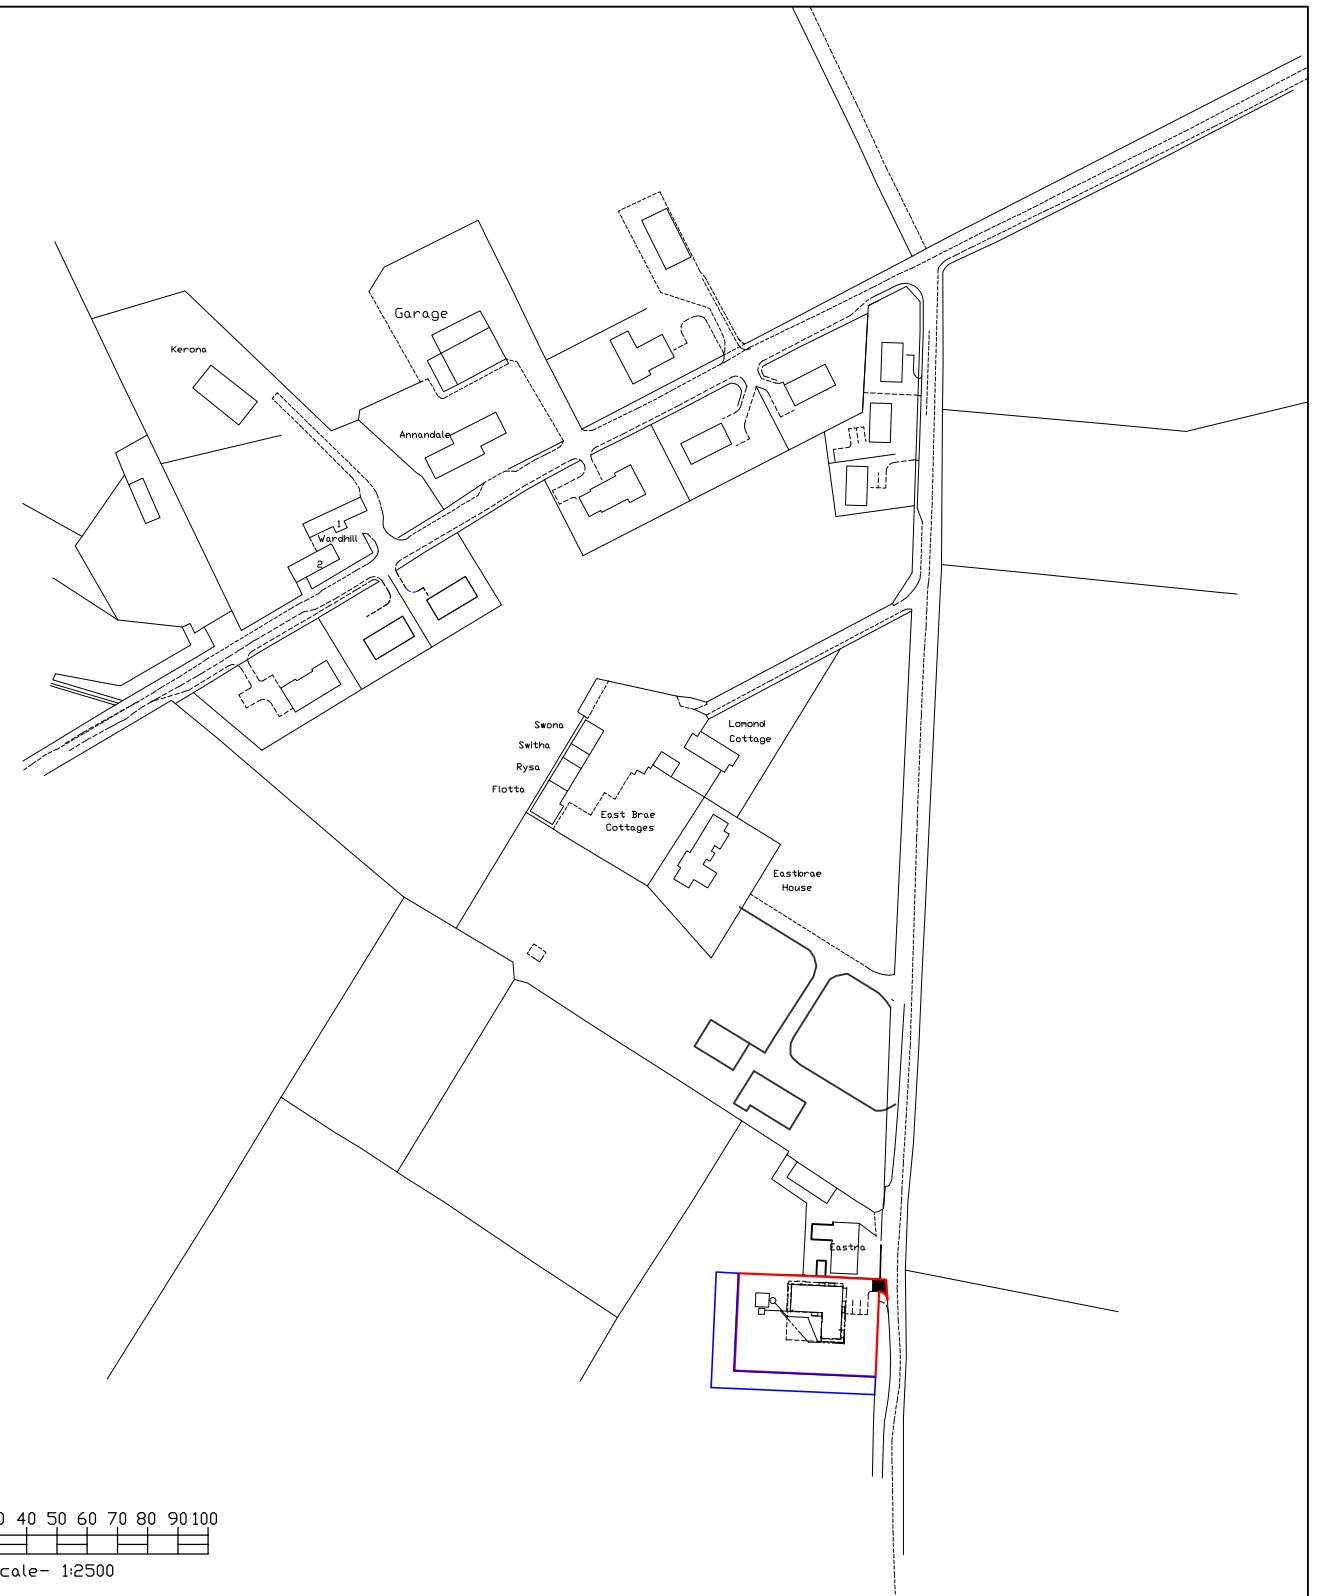 Garage
Kerona
Annandale
1
Wardhill
2
Swona
Switha
Rysa
Flotta
Lomond
Cottage
East Brae
Cottages
Eastbrae
House
Eastra
0 40 50 60 70 80 90 100
cale- 1:2500